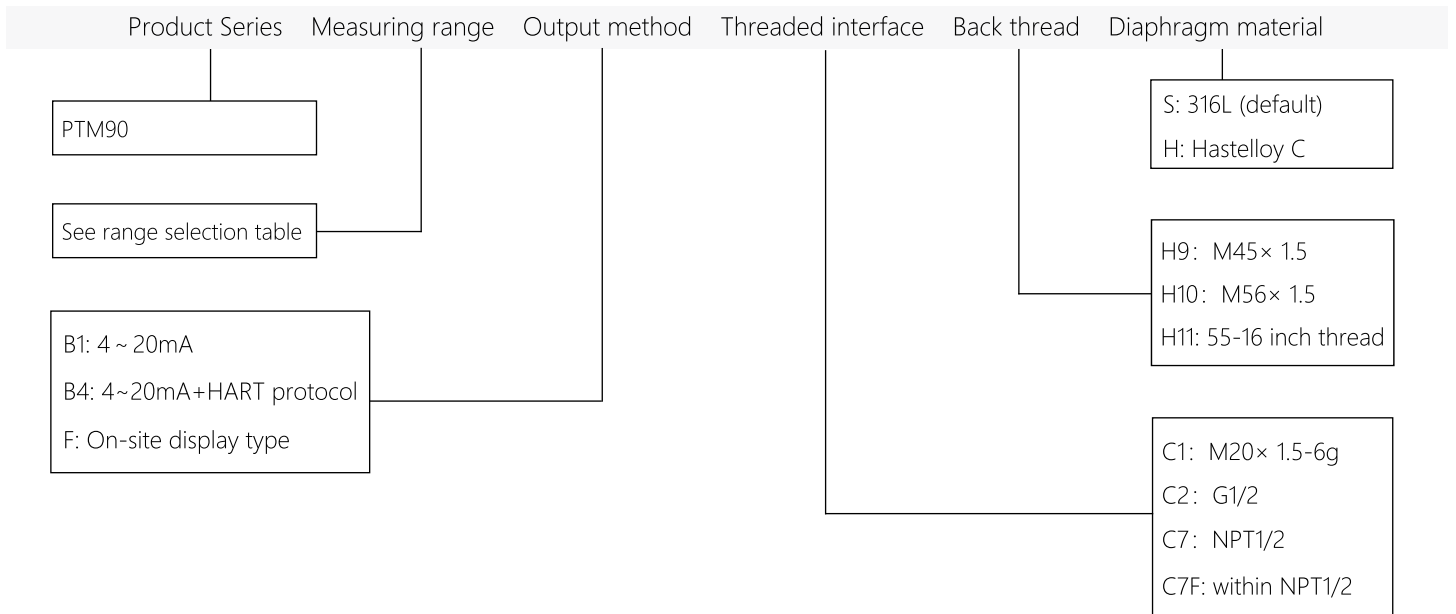 Product Series Measuring range Output method Threaded interface Back thread Diaphragm material
PTM90
See range selection table
B1: 4 ~ 20mA
B4: 4~20mA+HART protocol
F: On-site display type
S: 316L (default)
H: Hastelloy C
H9： M45× 1.5
H10： M56× 1.5
H11: 55-16 inch thread
C1： M20× 1.5-6g
C2： G1/2
C7： NPT1/2
C7F: within NPT1/2